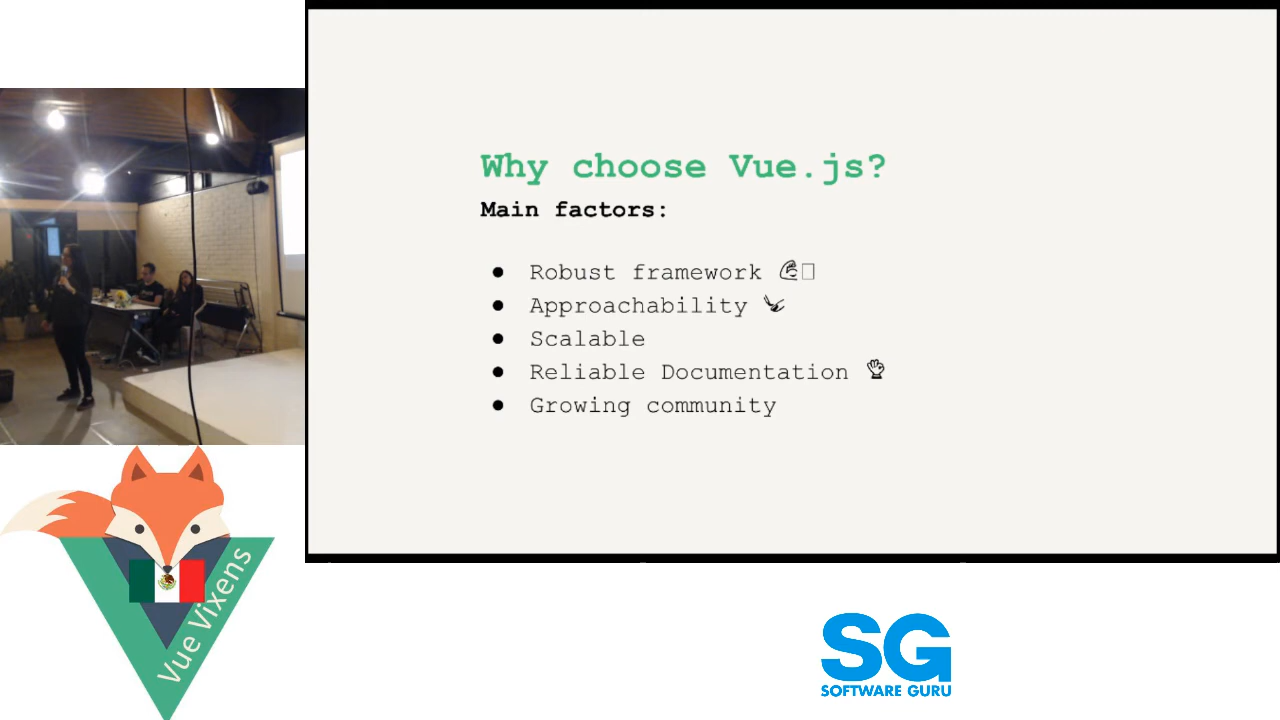 Why choose Vue.js?
Main factors:
● Robust framework
● Approachability
● Scalable
● Reliable Documentation
● Growing community
Vue Vixens
SG
SOFTWARE GURU